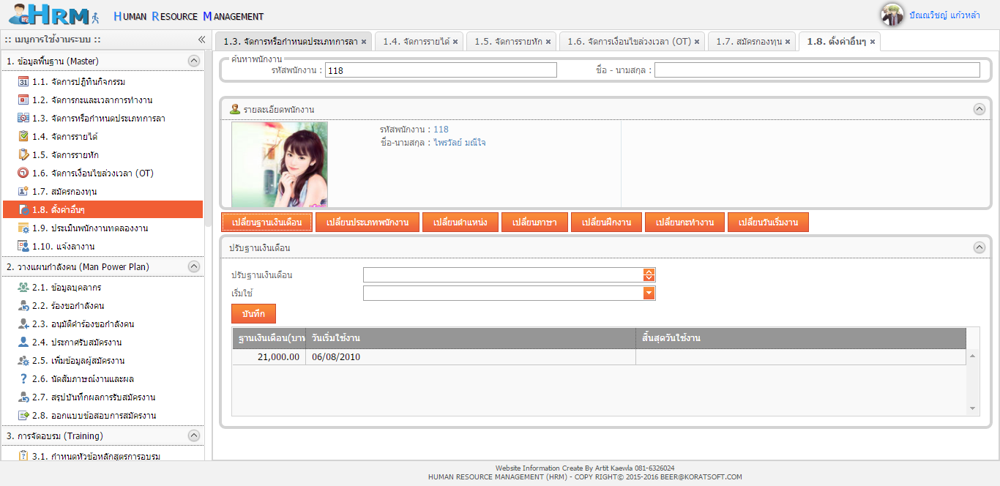 HRM HUMAN RESOURCE MANAGEMENT
ปัณณวิชญ์ แก้วหล้า
:: เมนูการใช้งานระบบ ::
1.3. จัดการหรือกำหนดประเภทการลา
1.4. จัดการรายได้
1.5. จัดการรายหัก
1.6. จัดการเงื่อนไขล่วงเวลา (OT)
1.7. สมัครกองทุน
1.8. ตั้งค่าอื่นๆ
1. ข้อมูลพื้นฐาน (Master)
1.1. จัดการปฏิทินกิจกรรม
1.2. จัดการกะและเวลาการทำงาน
1.3. จัดการหรือกำหนดประเภทการลา
1.4. จัดการรายได้
1.5. จัดการรายหัก
1.6. จัดการเงื่อนไขล่วงเวลา (OT)
1.7. สมัครกองทุน
1.8. ตั้งค่าอื่นๆ
1.9. ประเมินพนักงานทดลองงาน
1.10. แจ้งลางาน
2. วางแผนกำลังคน (Man Power Plan)
2.1. ข้อมูลบุคลากร
2.2. ร้องขอกำลังคน
2.3. อนุมัติคำร้องขอกำลังคน
2.4. ประกาศรับสมัครงาน
2.5. เพิ่มข้อมูลผู้สมัครงาน
2.6. นัดสัมภาษณ์งานและผล
2.7. สรุปบันทึกผลการรับสมัครงาน
2.8. ออกแบบข้อสอบการสมัครงาน
3. การจัดอบรม (Training)
3.1. กำหนดหัวข้อหลักสูตรการอบรม
ค้นหาพนักงาน
รหัสพนักงาน : 118
ชื่อ - นามสกุล :
รายละเอียดพนักงาน
รหัสพนักงาน : 118
ชื่อ-นามสกุล : ไพรวัลย์ มณีใจ
เปลี่ยนฐานเงินเดือน
เปลี่ยนประเภทพนักงาน
เปลี่ยนตำแหน่ง
เปลี่ยนภาษา
เปลี่ยนฝึกงาน
เปลี่ยนกะทำงาน
เปลี่ยนวันเริ่มงาน
ปรับฐานเงินเดือน
ปรับฐานเงินเดือน
เริ่มใช้
บันทึก
ฐานเงินเดือน(บาท วันเริ่มใช้งาน สิ้นสุดวันใช้งาน
21,000.00 06/08/2010
Website Information Create By Artit Kaewla 081-6326024
HUMAN RESOURCE MANAGEMENT (HRM) - COPY RIGHT© 2015-2016 BEER@KORATSOFT.COM